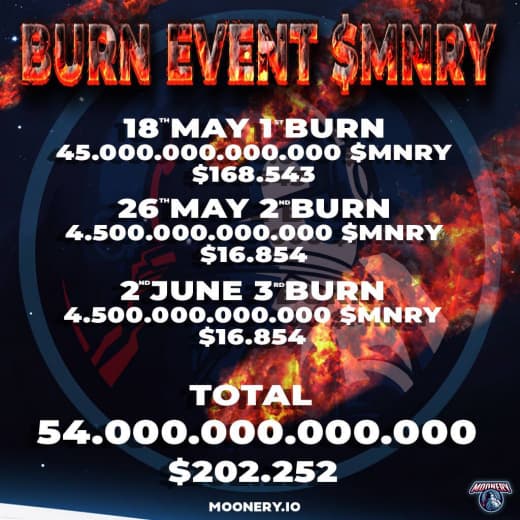 BURN EVENT $MNRY
18TH MAY 1ST BURN
45.000.000.000.000 $MNRY
$168.543
26TH MAY 2ND BURN
4.500.000.000.000 $MNRY
$16.854
2ND JUNE 3RD BURN
4.500.000.000.000 $MNRY
$16.854
TOTAL
54.000.000.000.000
$202.252
MOONERY
MOONERY.IO